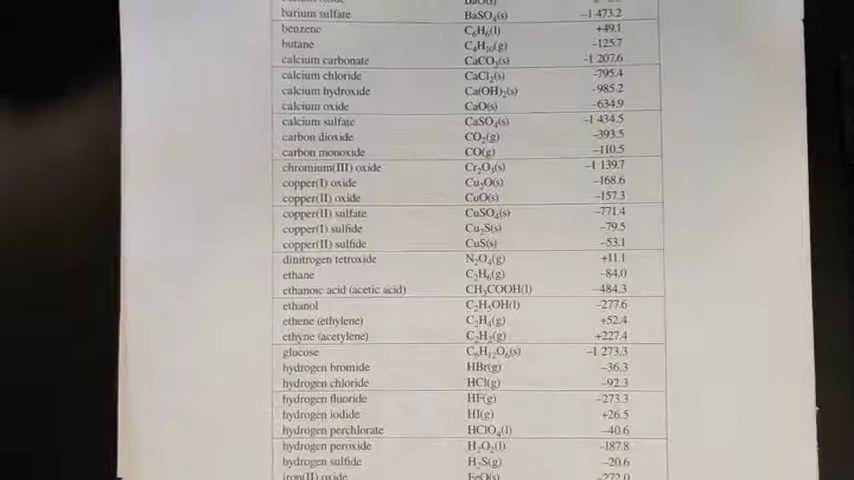 barium sulfate BaSO₄(s) –1 473.2
benzene C₆H₆(l) +49.1
butane C₄H₁₀(g) –125.7
calcium carbonate CaCO₃(s) –1 207.6
calcium chloride CaCl₂(s) –795.4
calcium hydroxide Ca(OH)₂(s) –985.2
calcium oxide CaO(s) –634.9
calcium sulfate CaSO₄(s) –1 434.5
carbon dioxide CO₂(g) –393.5
carbon monoxide CO(g) –110.5
chromium(III) oxide Cr₂O₃(s) –1 139.7
copper(I) oxide Cu₂O(s) –168.6
copper(II) oxide CuO(s) –157.3
copper(II) sulfate CuSO₄(s) –771.4
copper(I) sulfide Cu₂S(s) –79.5
copper(II) sulfide CuS(s) –53.1
dinitrogen tetroxide N₂O₄(g) +11.1
ethane C₂H₆(g) –84.0
ethanoic acid (acetic acid) CH₃COOH(l) –484.3
ethanol C₂H₅OH(l) –277.6
ethene (ethylene) C₂H₄(g) +52.4
ethyne (acetylene) C₂H₂(g) +227.4
glucose C₆H₁₂O₆(s) –1 273.3
hydrogen bromide HBr(g) –36.3
hydrogen chloride HCl(g) –92.3
hydrogen fluoride HF(g) –273.3
hydrogen iodide HI(g) +26.5
hydrogen perchlorate HClO₄(l) –40.6
hydrogen peroxide H₂O₂(l) –187.8
hydrogen sulfide H₂S(g) –20.6
iron(II) oxide FeO(s) –272.0